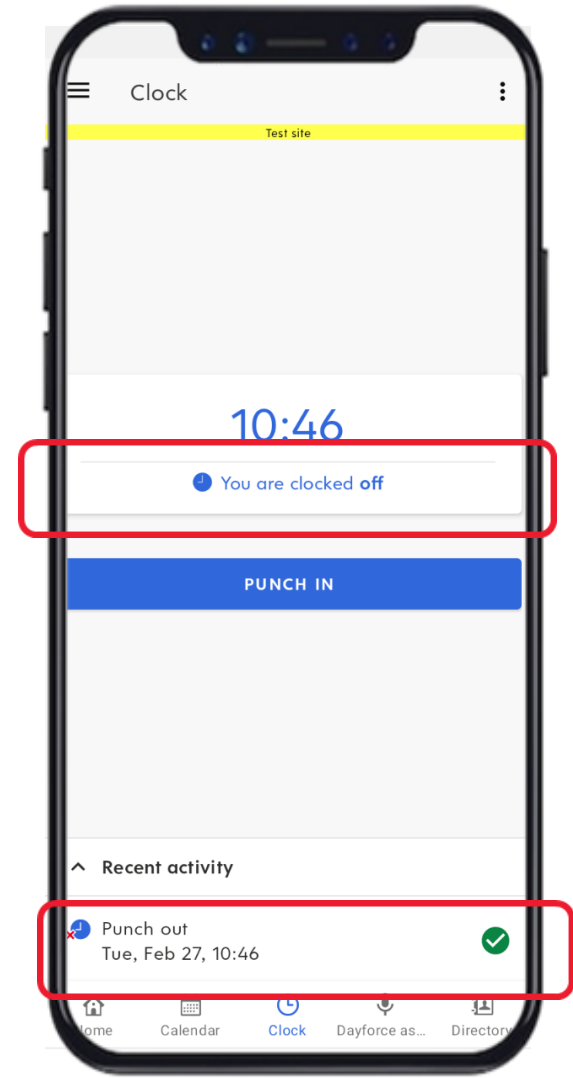 Clock
Test site
10:46
You are clocked off
PUNCH IN
Recent activity
Punch out
Tue, Feb 27, 10:46
ome
Calendar
Clock
Dayforce as...
Directory